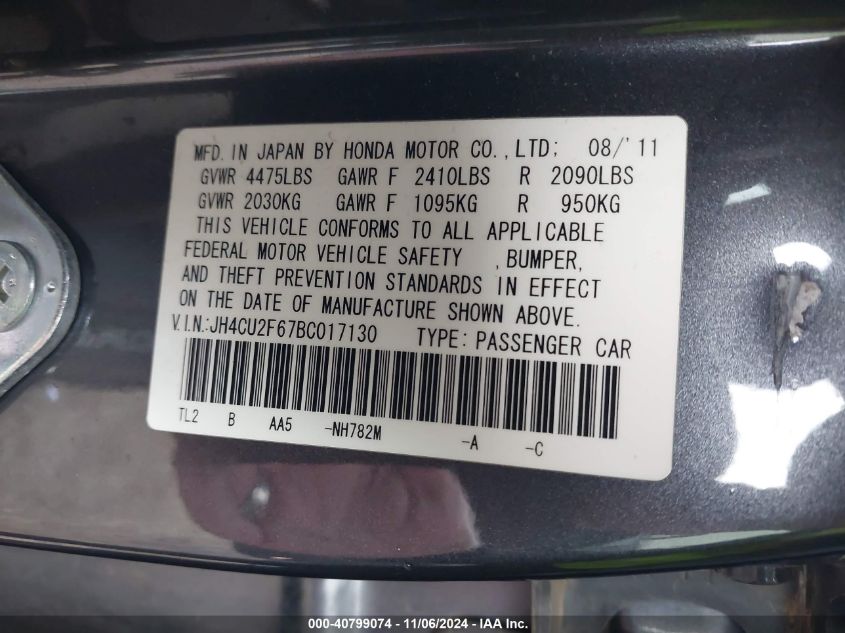 MFD. IN JAPAN BY HONDA MOTOR CO., LTD; 08/'11
GVWR 4475LBS GAWR F 2410LBS R 2090LBS
GVWR 2030KG GAWR F 1095KG R 950KG
THIS VEHICLE CONFORMS TO ALL APPLICABLE
FEDERAL MOTOR VEHICLE SAFETY , BUMPER,
AND THEFT PREVENTION STANDARDS IN EFFECT
ON THE DATE OF MANUFACTURE SHOWN ABOVE.
V.I.N.:JH4CU2F67BC017130 TYPE: PASSENGER CAR
TL2 B AA5 -NH782M -A -C
000-40799074 - 11/06/2024 - IAA Inc.